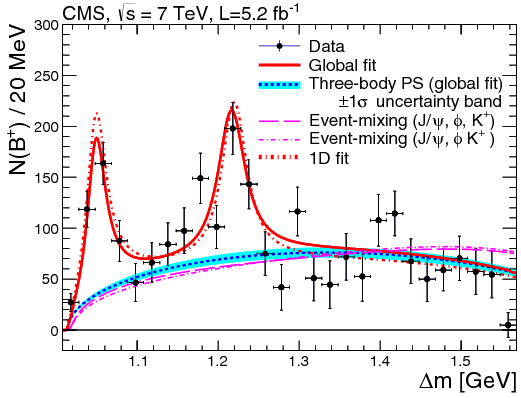 CMS, √s = 7 TeV, L=5.2 fb⁻¹
N(B⁺) / 20 MeV
300
250
200
150
100
50
0
Data
Global fit
Three-body PS (global fit)
±1σ uncertainty band
Event-mixing (J/ψ, ϕ, K⁺)
Event-mixing (J/ψ, ϕ K⁺)
1D fit
1.1 1.2 1.3 1.4 1.5
Δm [GeV]